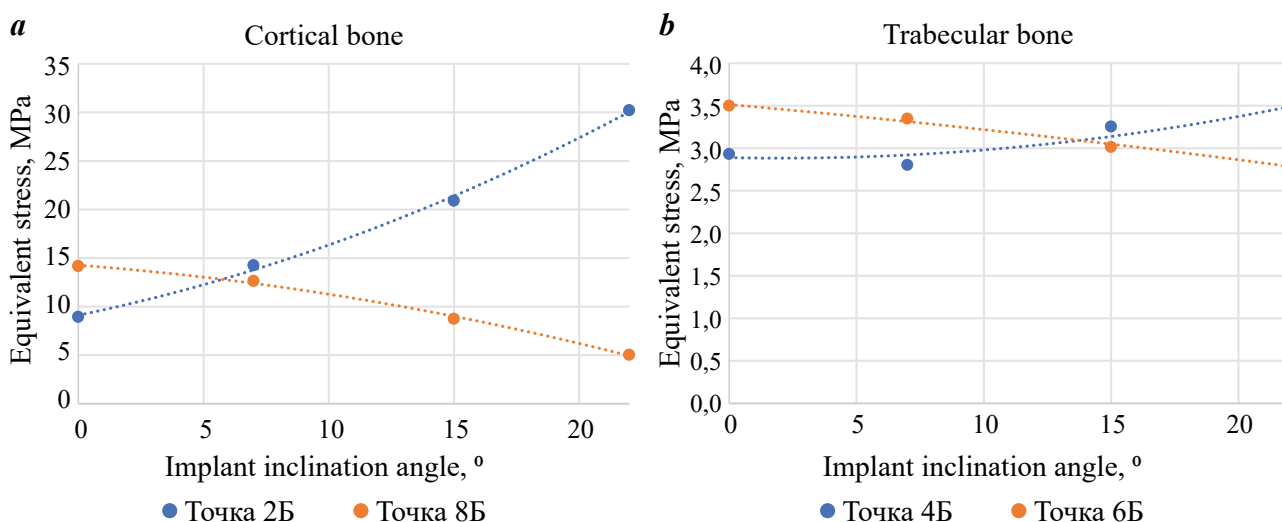 a
Cortical bone
Equivalent stress, MPa
35
30
25
20
15
10
5
0
0 5 10 15 20
Implant inclination angle, º
Точка 2Б Точка 8Б
b
Trabecular bone
Equivalent stress, MPa
4,0
3,5
3,0
2,5
2,0
1,5
1,0
0,5
0,0
0 5 10 15 20
Implant inclination angle, º
Точка 4Б Точка 6Б